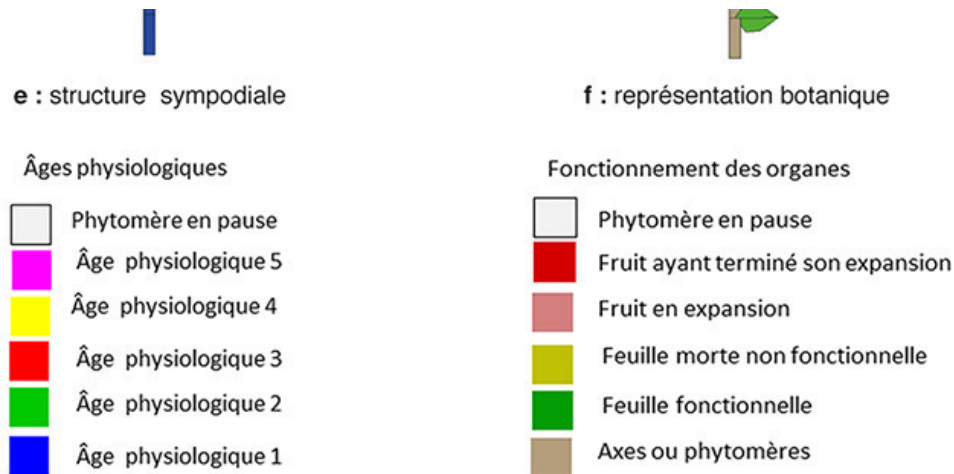 e : structure sympodiale
f : représentation botanique
Âges physiologiques
Phytomère en pause
Âge physiologique 5
Âge physiologique 4
Âge physiologique 3
Âge physiologique 2
Âge physiologique 1
Fonctionnement des organes
Phytomère en pause
Fruit ayant terminé son expansion
Fruit en expansion
Feuille morte non fonctionnelle
Feuille fonctionnelle
Axes ou phytomères